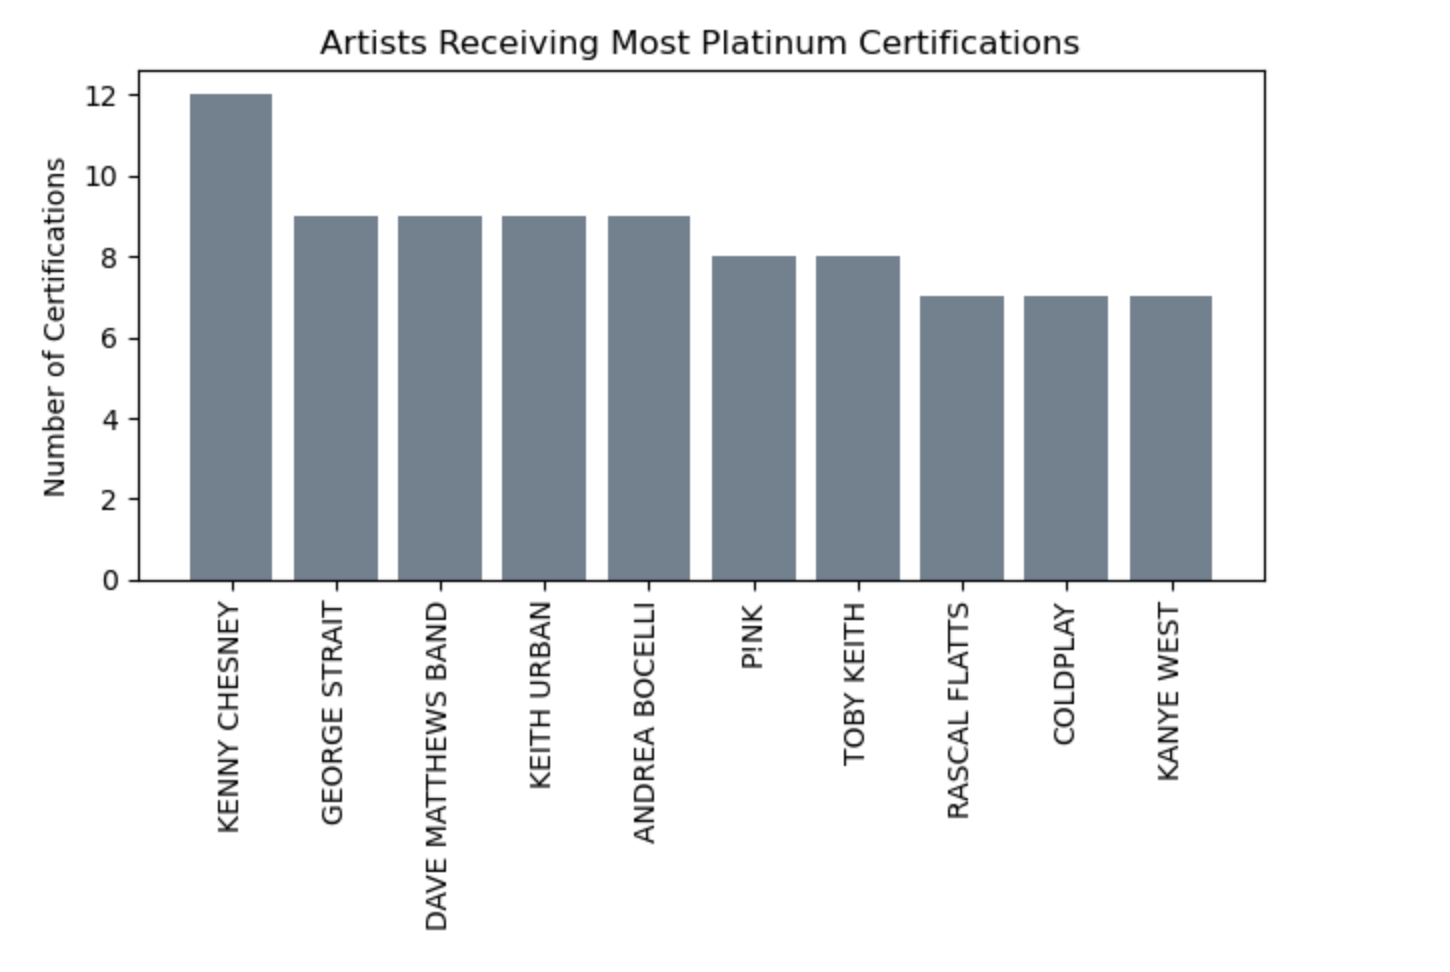 Artists Receiving Most Platinum Certifications
Number of Certifications
12
10
8
6
4
2
0
KENNY CHESNEY
GEORGE STRAIT
DAVE MATTHEWS BAND
KEITH URBAN
ANDREA BOCELLI
P!NK
TOBY KEITH
RASCAL FLATTS
COLDPLAY
KANYE WEST